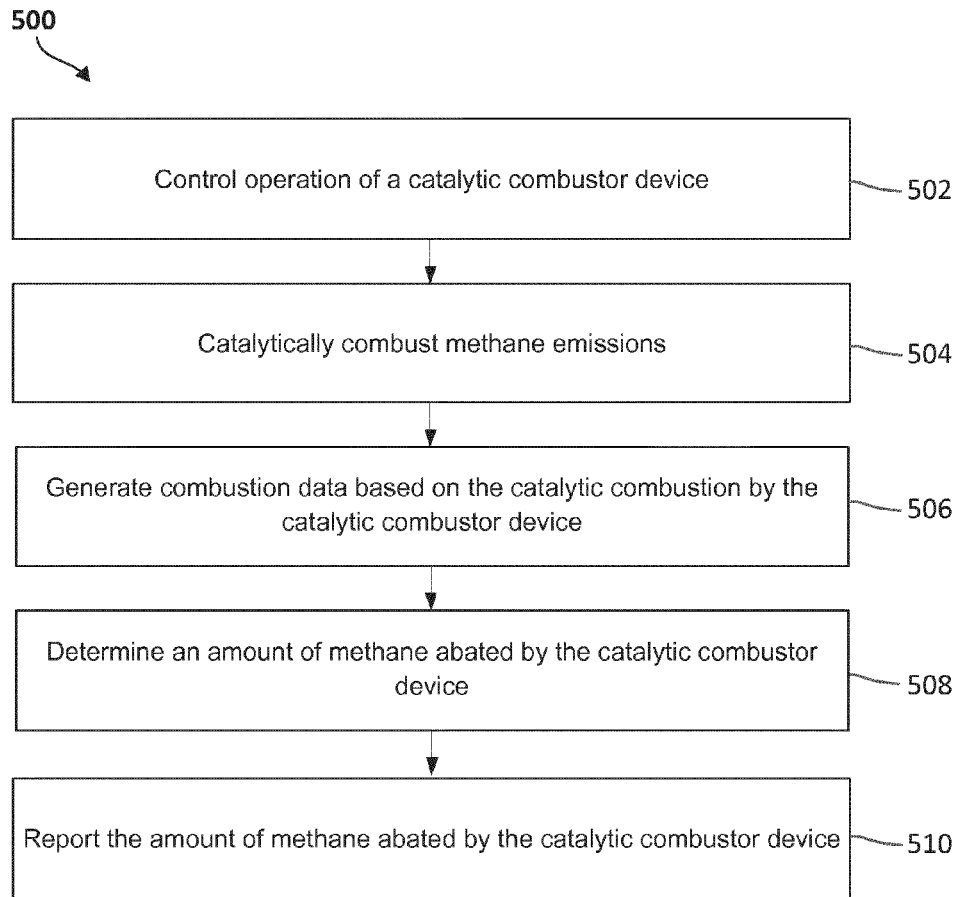 500
Control operation of a catalytic combustor device
502
Catalytically combust methane emissions
504
Generate combustion data based on the catalytic combustion by the
catalytic combustor device
506
Determine an amount of methane abated by the catalytic combustor
device
508
Report the amount of methane abated by the catalytic combustor device
510